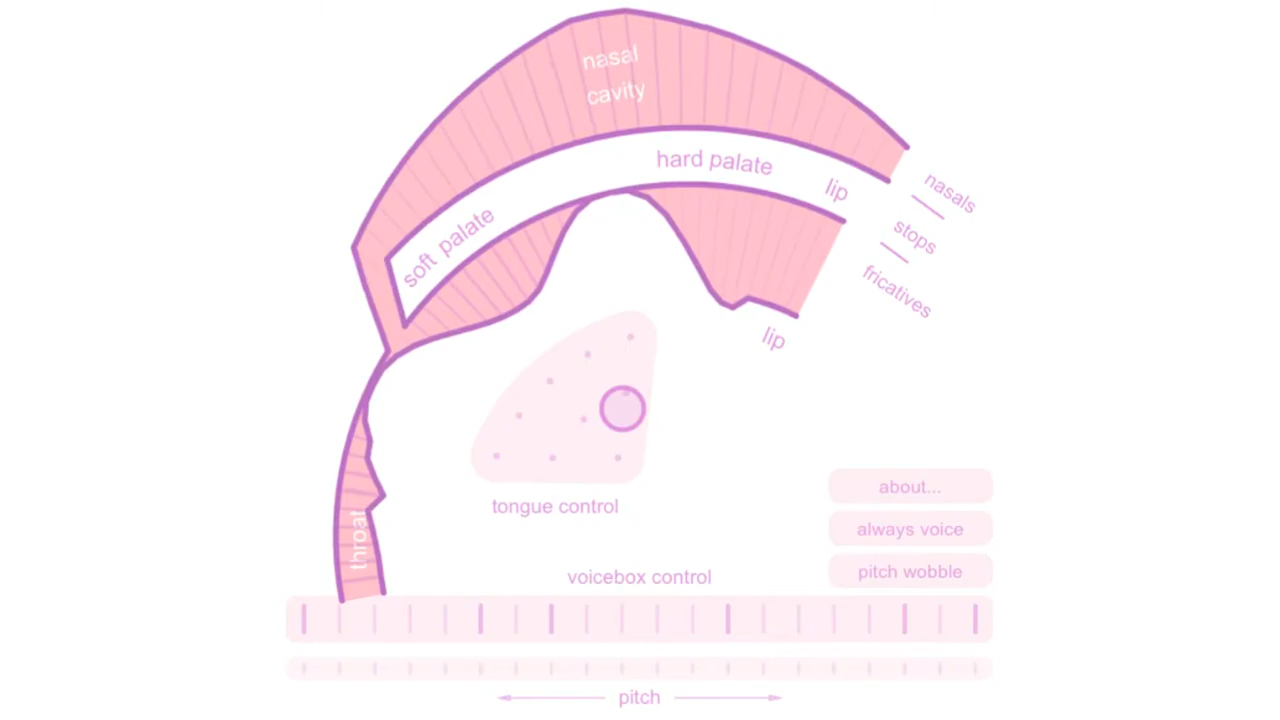 nasal
cavity
hard palate
lip
nasals
soft palate
stops
fricatives
lip
tongue control
about...
throat
always voice
voicebox control
pitch wobble
pitch